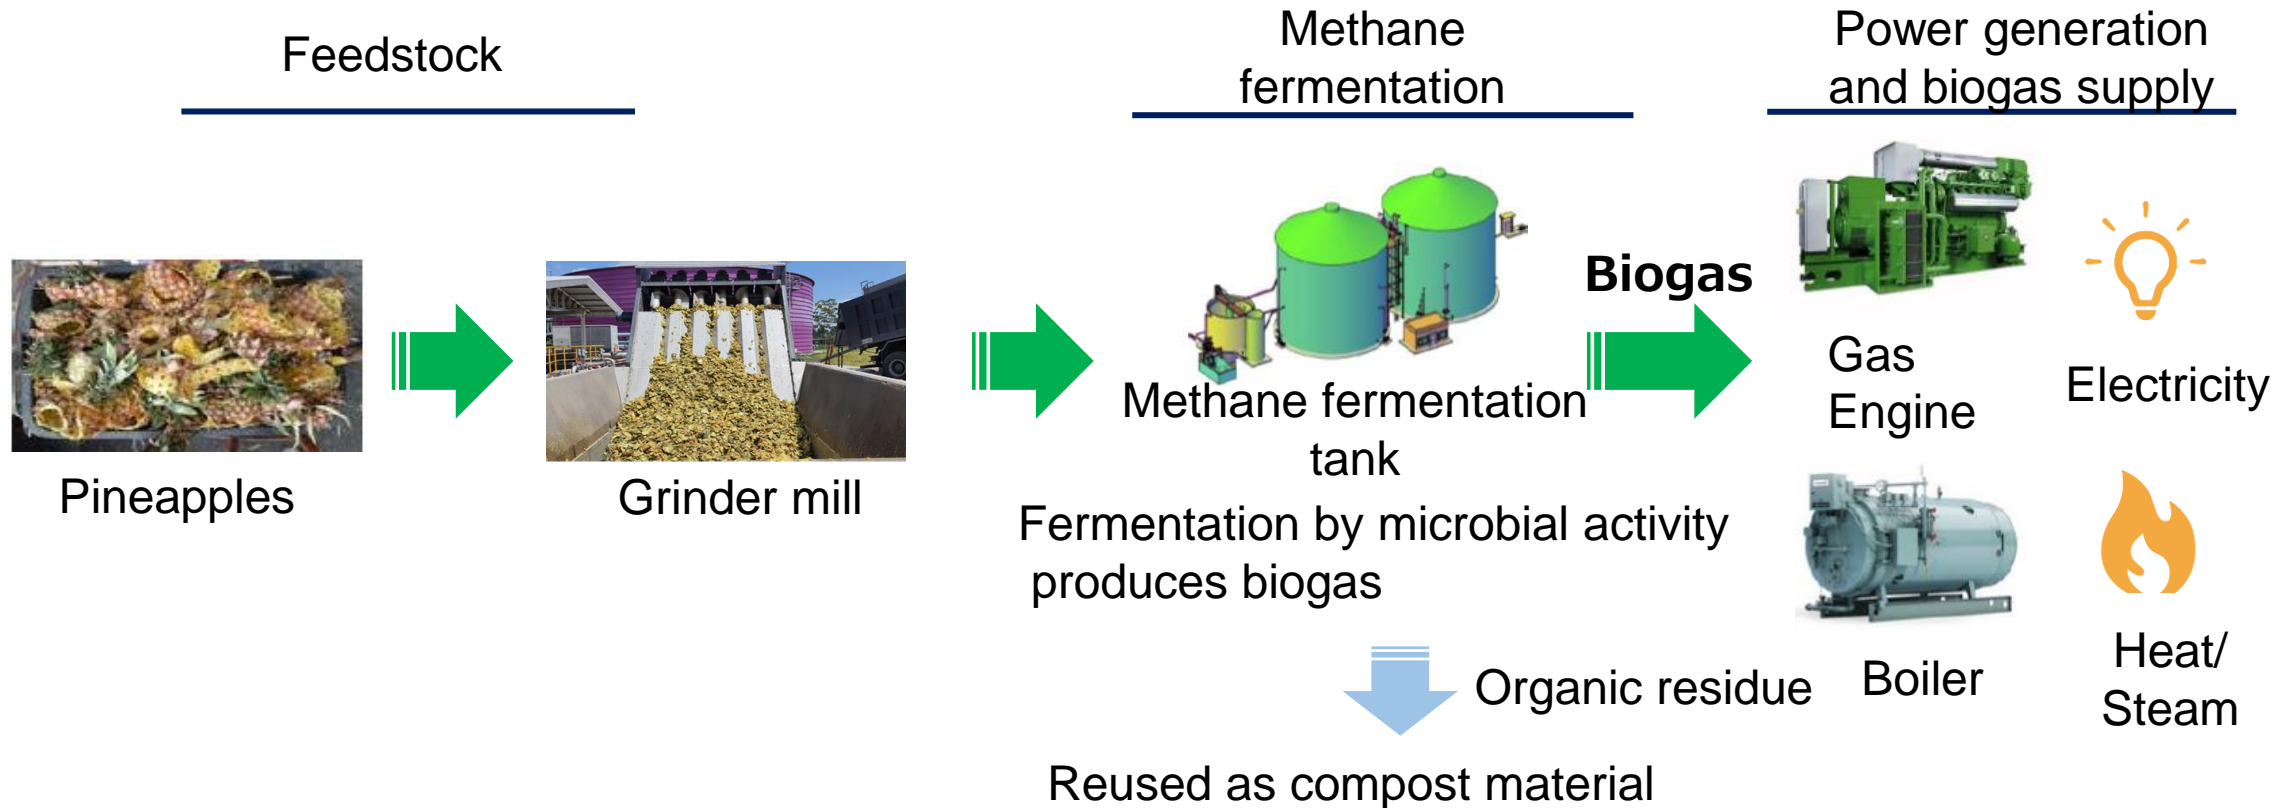 Feedstock
Methane
fermentation
Power generation
and biogas supply
Biogas
Pineapples
Grinder mill
Methane fermentation
tank
Fermentation by microbial activity
produces biogas
Gas
Engine
Electricity
Boiler
Heat/
Steam
Organic residue
Reused as compost material